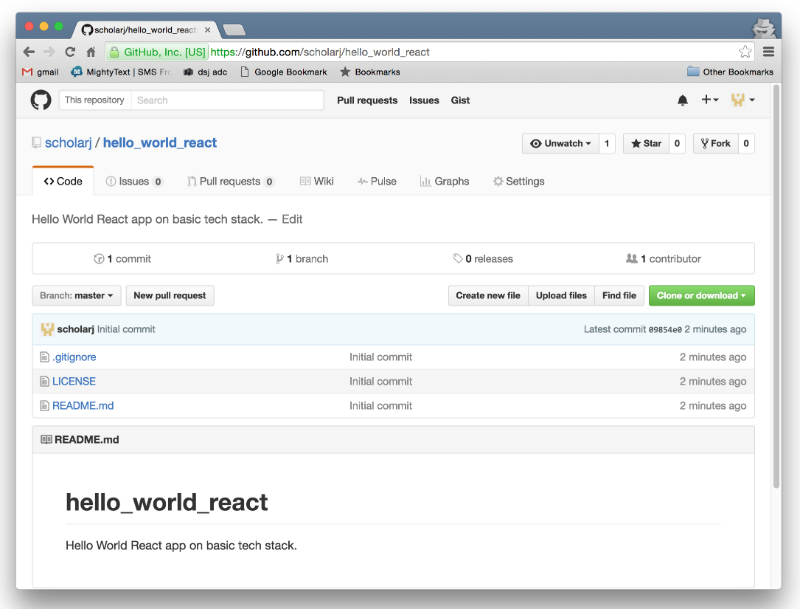 scholarj/hello_world_react:
GitHub, Inc. [US] https://github.com/scholarj/hello_world_react
gmail MightyText | SMS dsj adc Google Bookmark Bookmarks Other Bookmarks
This repository Search Pull requests Issues Gist
scholarj / hello_world_react Unwatch 1 Star 0 Fork 0
Code Issues 0 Pull requests 0 Wiki Pulse Graphs Settings
Hello World React app on basic tech stack. — Edit
1 commit 1 branch 0 releases 1 contributor
Branch: master New pull request Create new file Upload files Find file Clone or download
scholarj Initial commit Latest commit 09854e0 2 minutes ago
.gitignore Initial commit 2 minutes ago
LICENSE Initial commit 2 minutes ago
README.md Initial commit 2 minutes ago
README.md
hello_world_react
Hello World React app on basic tech stack.